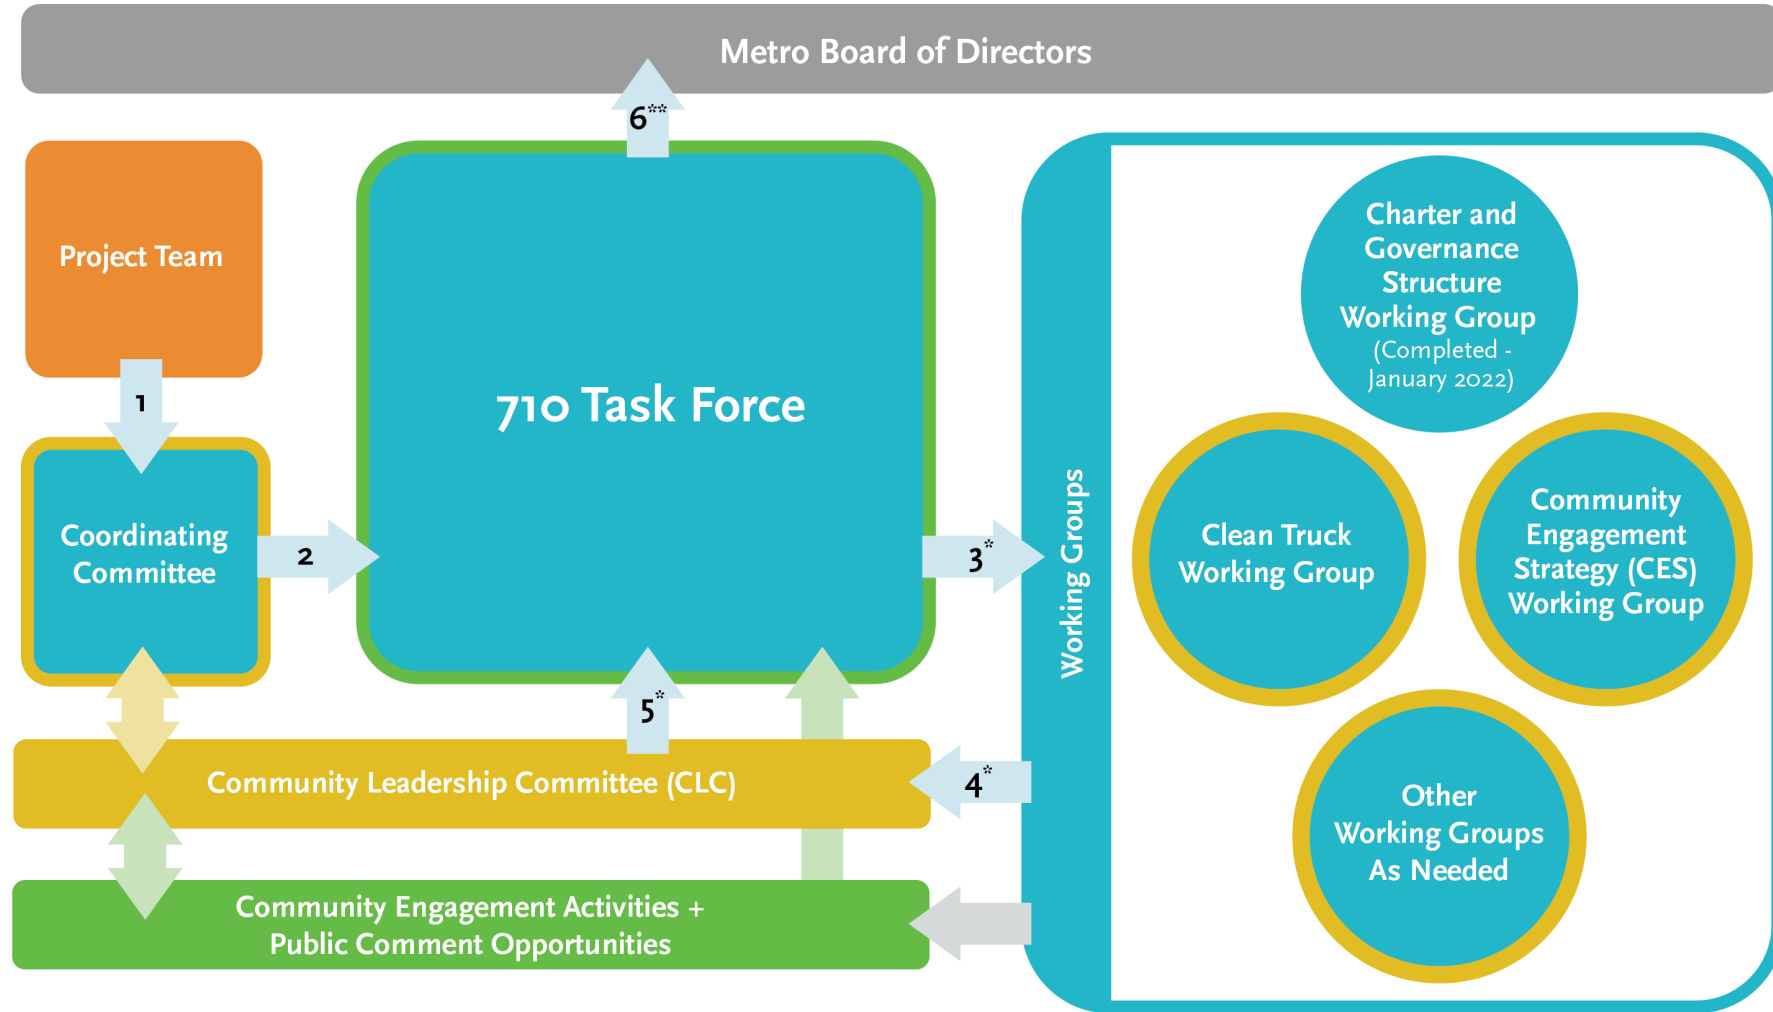 Metro Board of Directors
6**
Project Team
1
Coordinating
Committee
2
710 Task Force
3*
Working Groups
Charter and
Governance
Structure
Working Group
(Completed -
January 2022)
Clean Truck
Working Group
Community
Engagement
Strategy (CES)
Working Group
Other
Working Groups
As Needed
5*
Community Leadership Committee (CLC)
4*
Community Engagement Activities +
Public Comment Opportunities